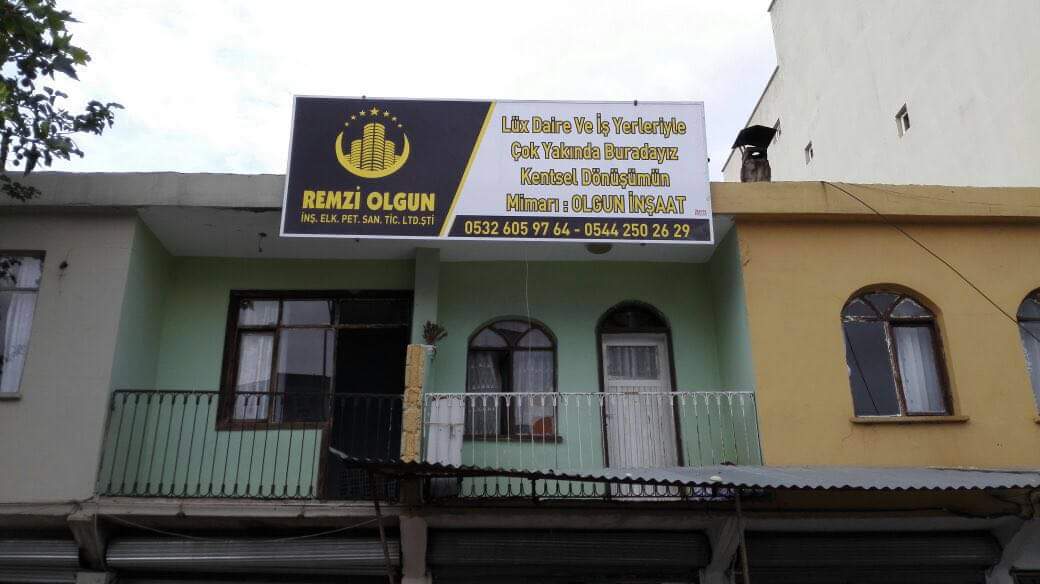 REMZİ OLGUN
İNŞ. ELK. PET. SAN. TİC. LTD.ŞTİ
Lüx Daire Ve İş Yerleriyle
Çok Yakında Buradayız
Kentsel Dönüşümün
Mimarı : OLGUN İNŞAAT
0532 605 97 64 - 0544 250 26 29